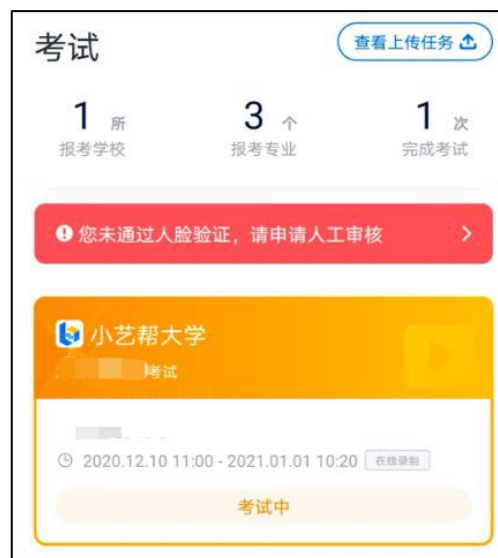 考试
查看上传任务
1 所 3 个 1 次
报考学校 报考专业 完成考试
您未通过人脸验证，请申请人工审核
小艺帮大学
考试
2020.12.10 11:00 - 2021.01.01 10:20 在线录制
考试中